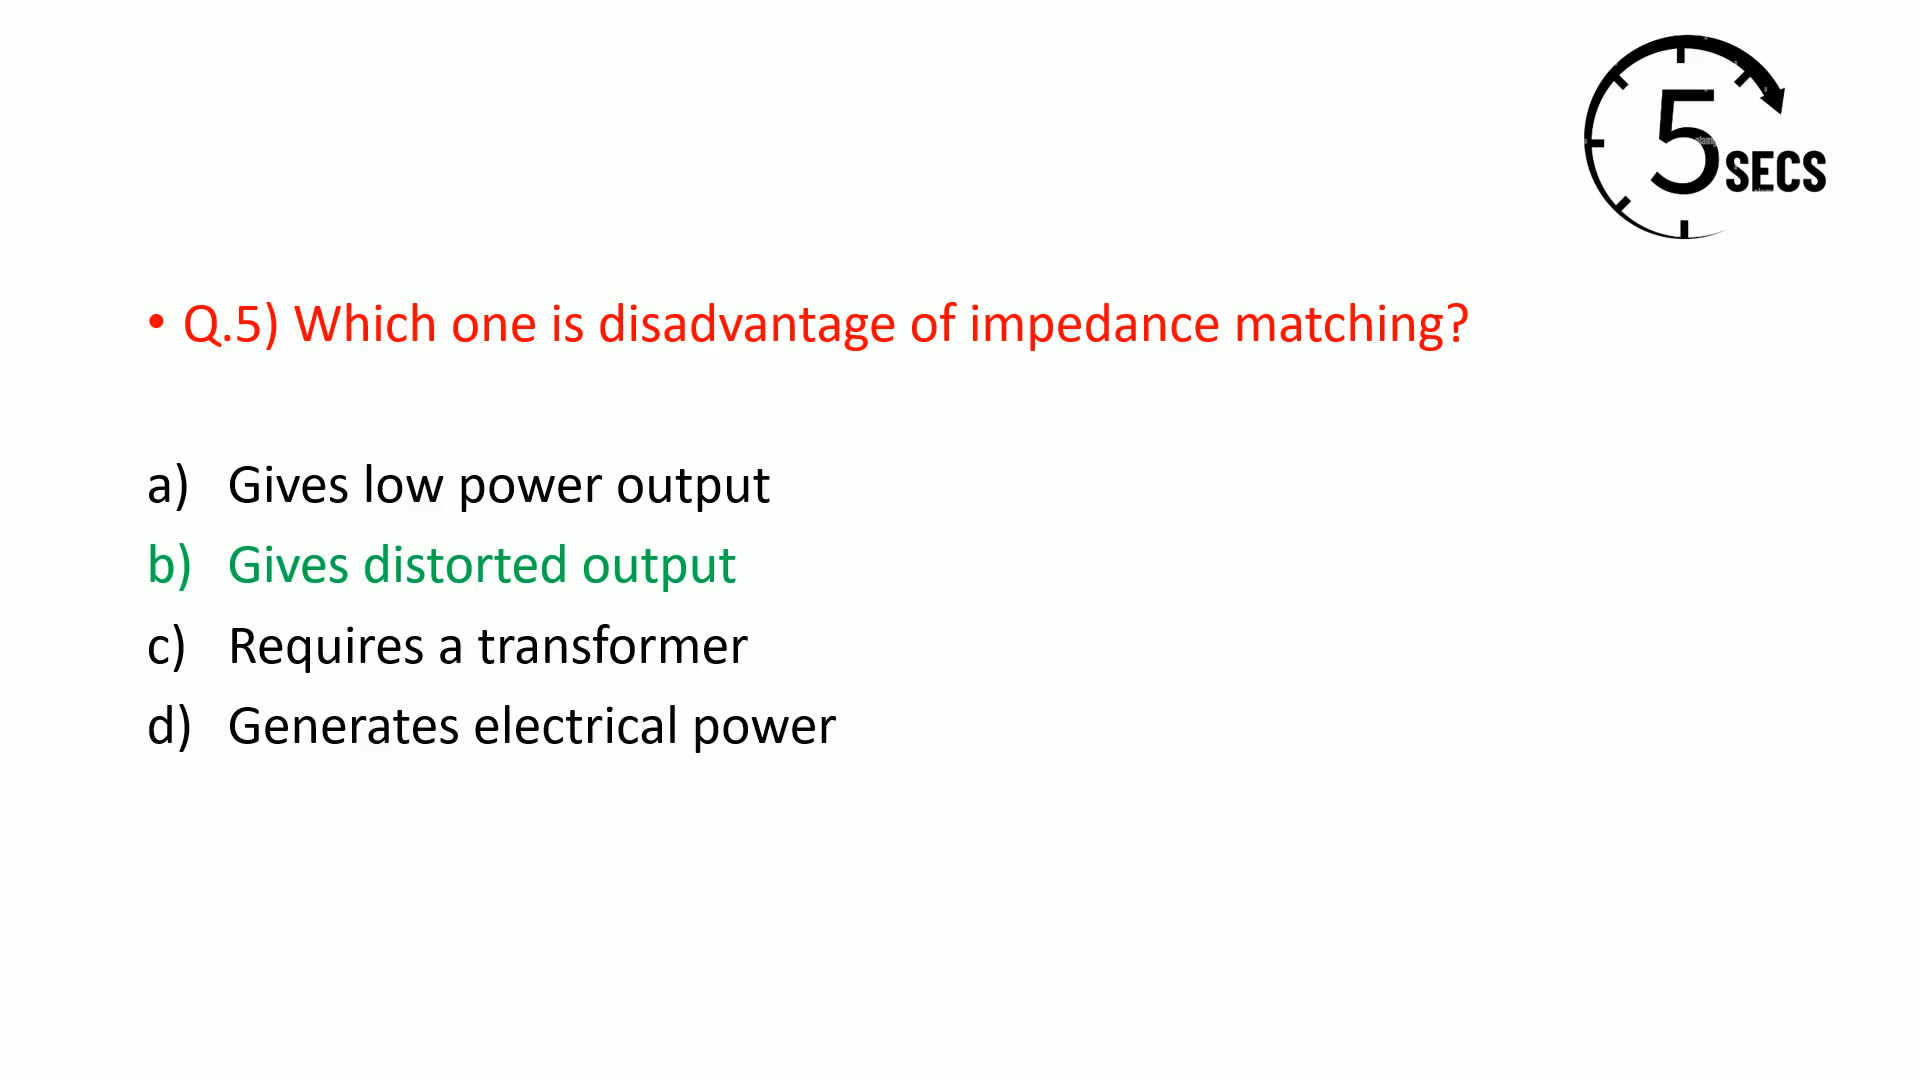 5 SECS
• Q.5) Which one is disadvantage of impedance matching?
a) Gives low power output
b) Gives distorted output
c) Requires a transformer
d) Generates electrical power